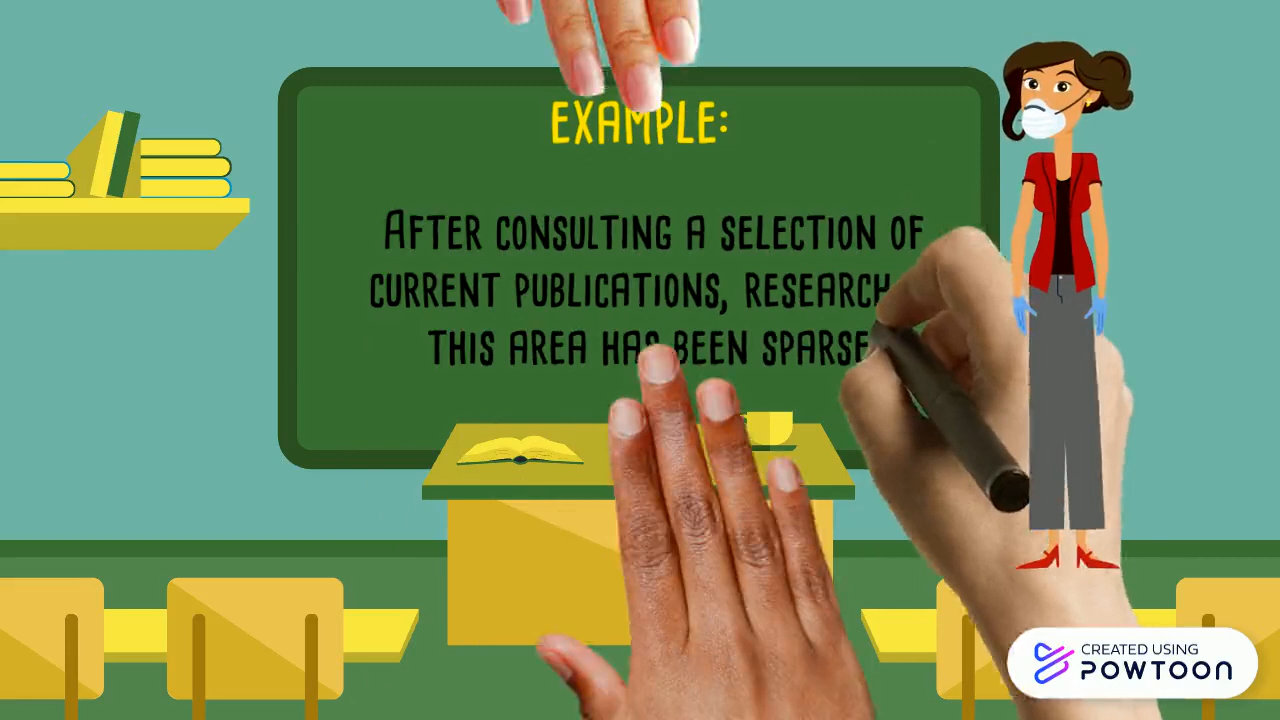 EXAMPLE:
AFTER CONSULTING A SELECTION OF
CURRENT PUBLICATIONS, RESEARCH
THIS AREA HAS BEEN SPARSE
CREATED USING
POWTOON